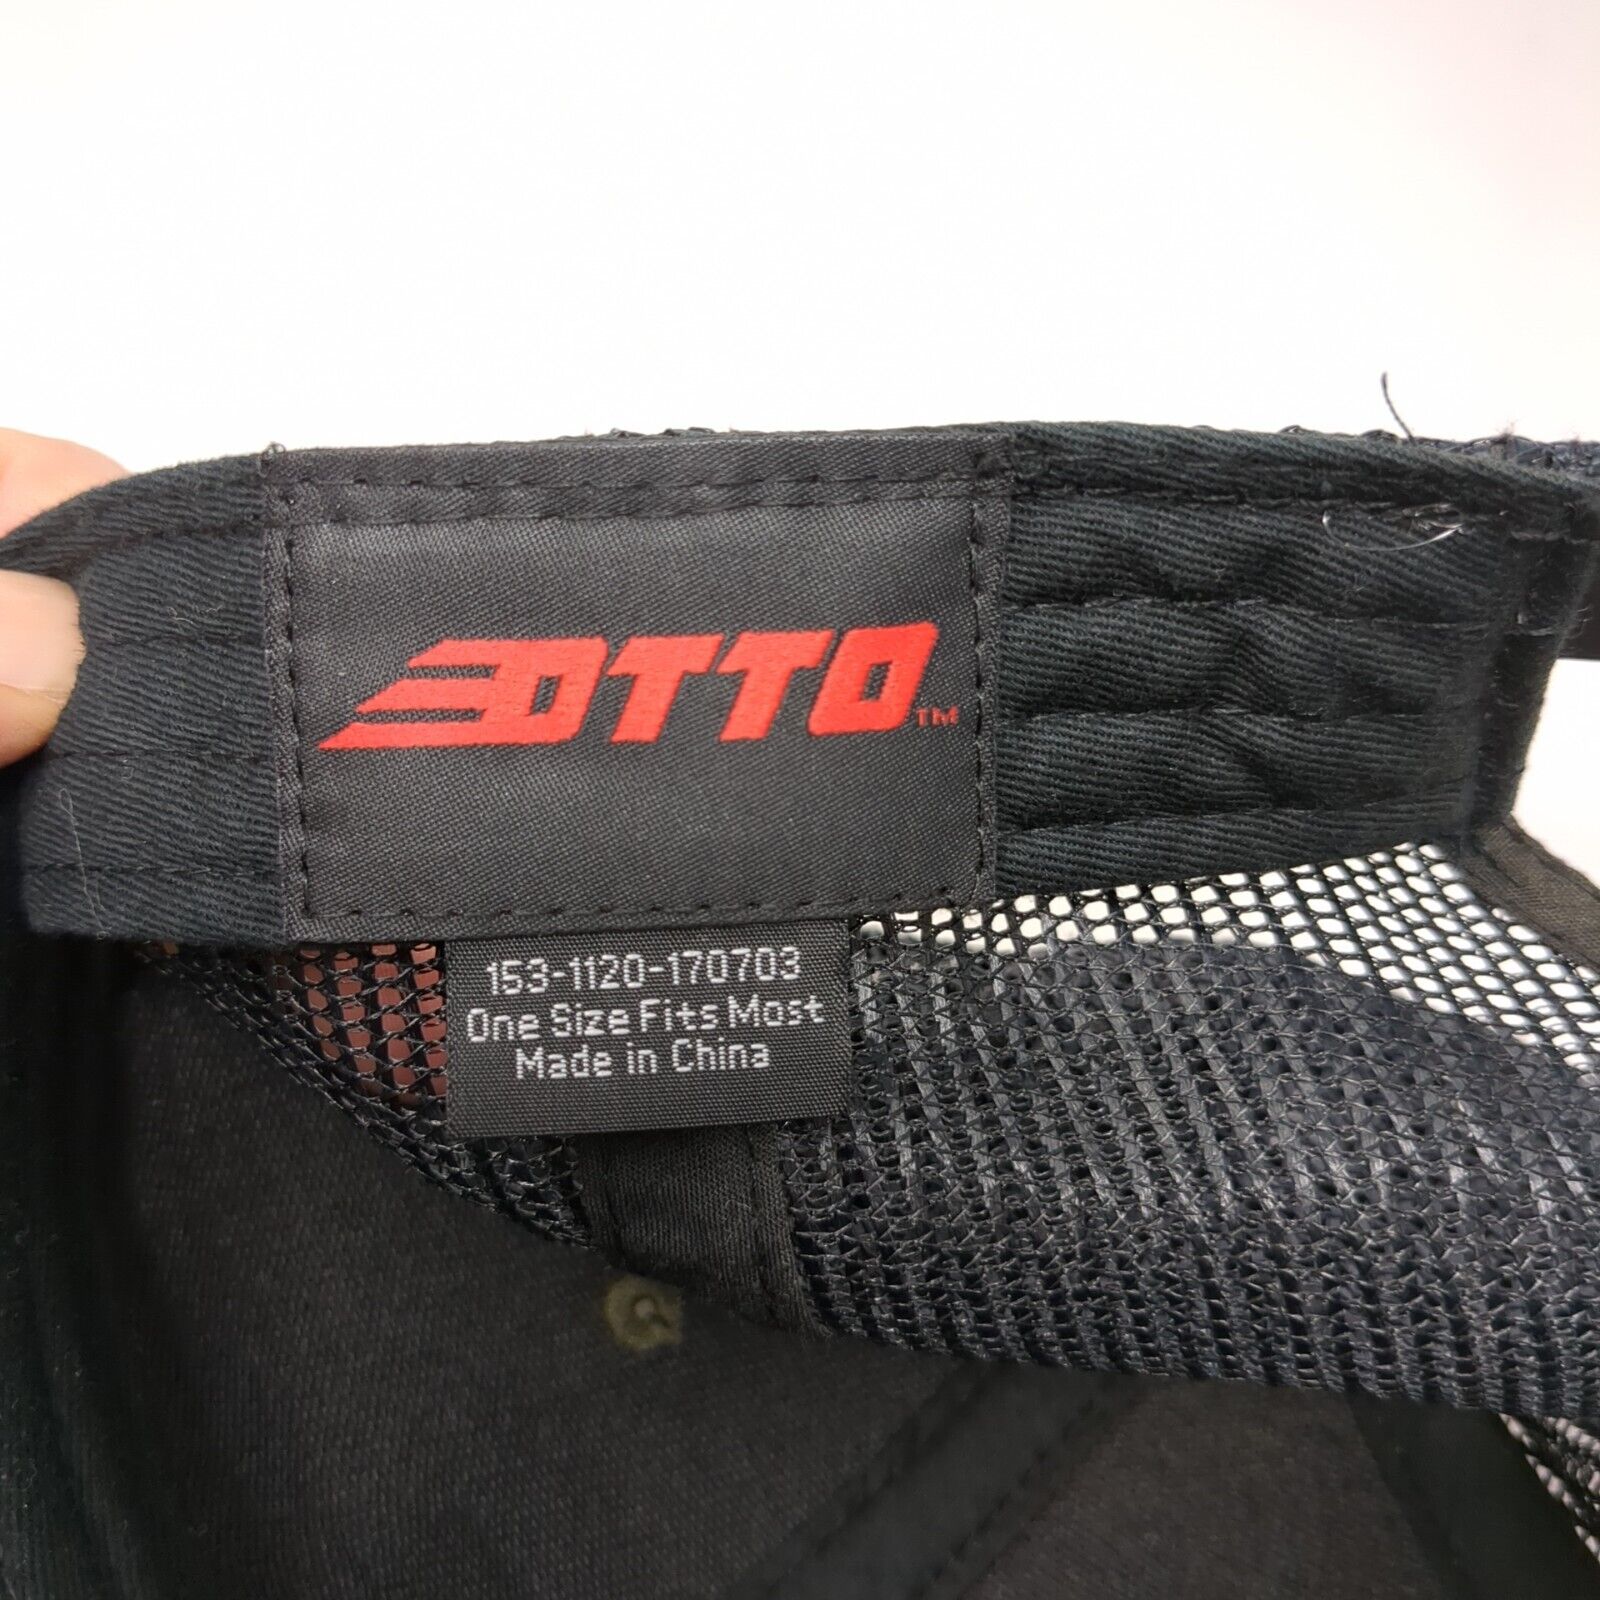 OTTO™
153-1120-170703
One Size Fits Most
Made in China